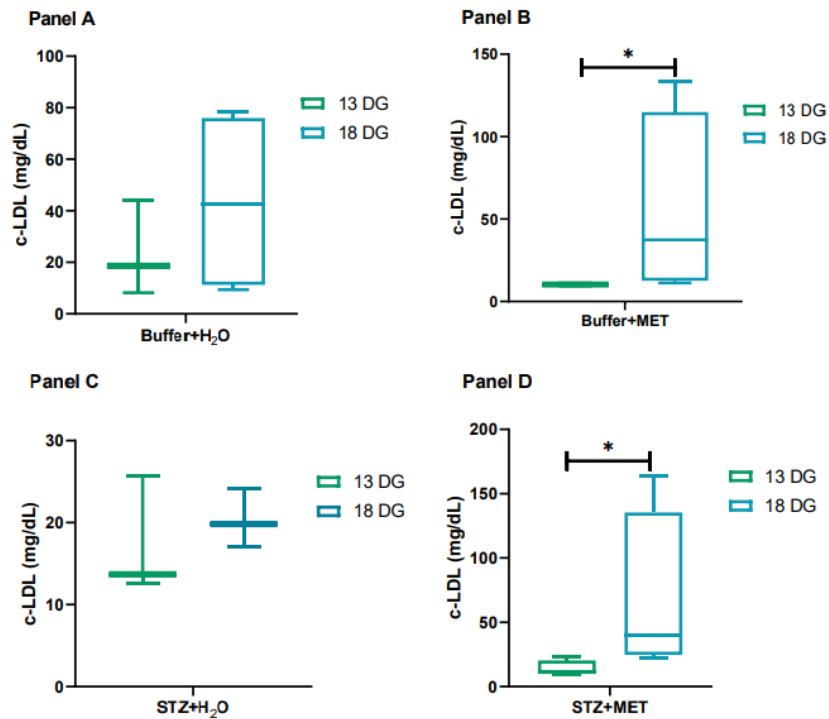 Panel A
100
80
60
40
20
0
c-LDL (mg/dL)
13 DG
18 DG
Buffer+H₂O
Panel B
*
150
100
50
0
c-LDL (mg/dL)
13 DG
18 DG
Buffer+MET
Panel C
30
20
10
0
c-LDL (mg/dL)
13 DG
18 DG
STZ+H₂O
Panel D
*
200
150
100
50
0
c-LDL (mg/dL)
13 DG
18 DG
STZ+MET